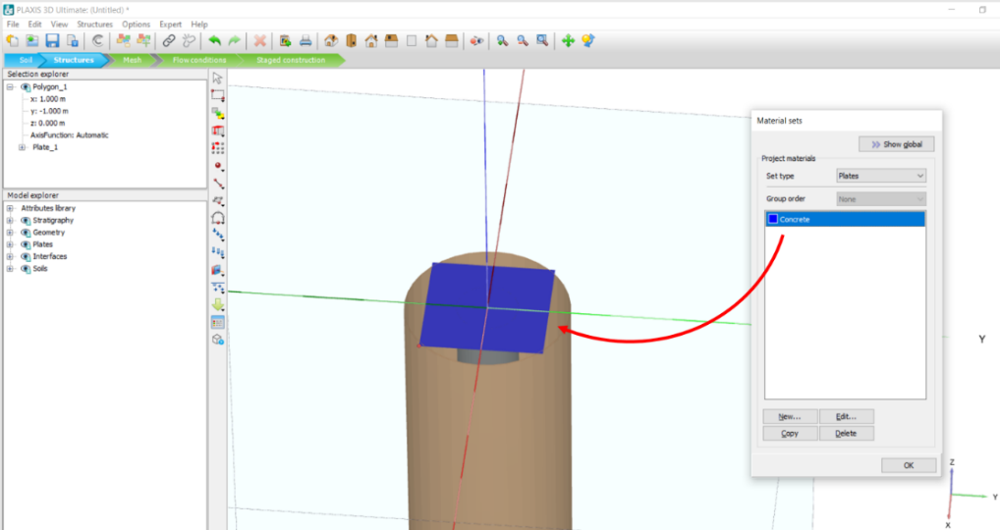 PLAXIS 3D Ultimate: (Untitled) *
File Edit View Structures Options Expert Help
Soil Structures Mesh Flow conditions Staged construction
Selection explorer
Polygon_1
x: 1.000 m
y: -1.000 m
z: 0.000 m
AxisFunction: Automatic
Plate_1
Model explorer
Attributes library
Stratigraphy
Geometry
Plates
Interfaces
Soils
Material sets
Show global
Project materials
Set type Plates
Group order None
Concrete
New... Edit...
Copy Delete
OK
Y
Z
Y
X